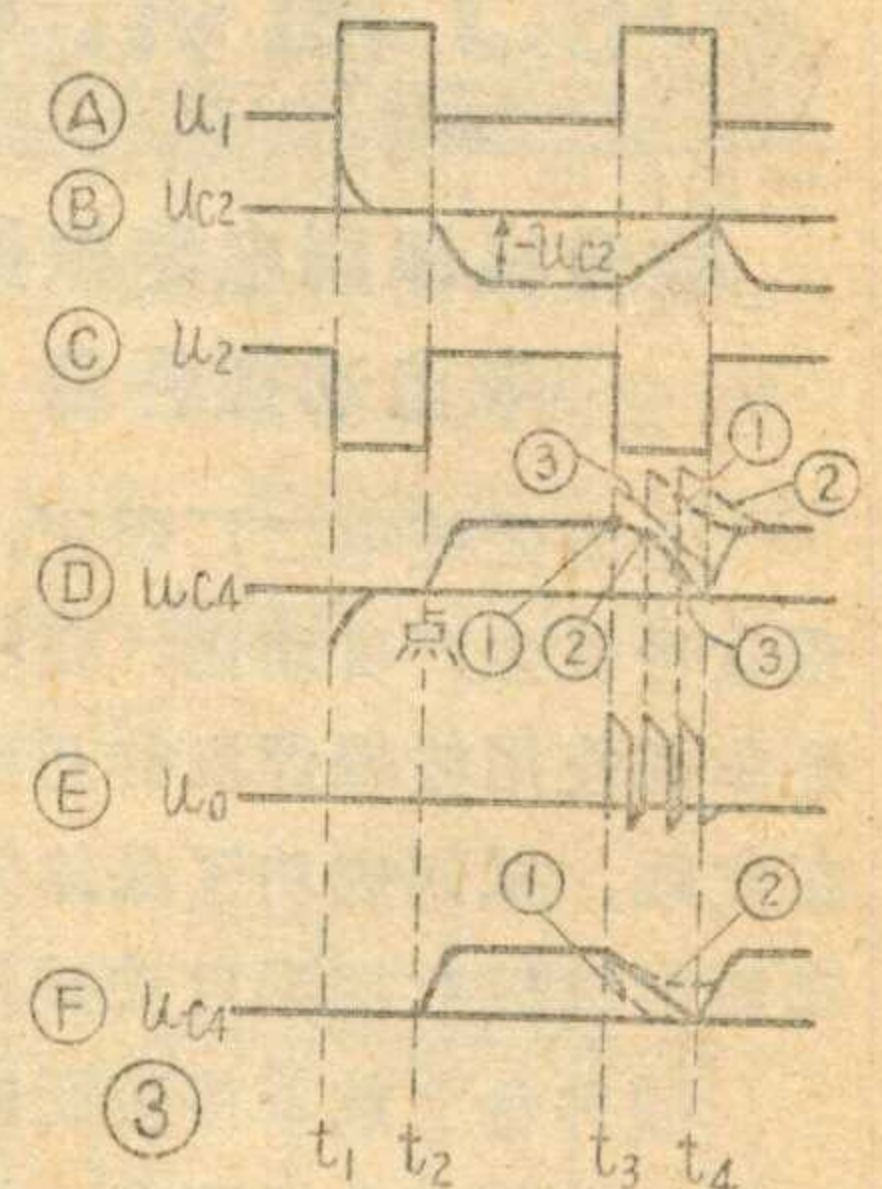 Ⓐ U₁
Ⓑ Uc2
-Uc2
Ⓒ U₂
① 
③ ②
Ⓓ Uc4
① ② ③
Ⓔ U₀
① ②
Ⓕ Uc4
③
t₁ t₂ t₃ t₄